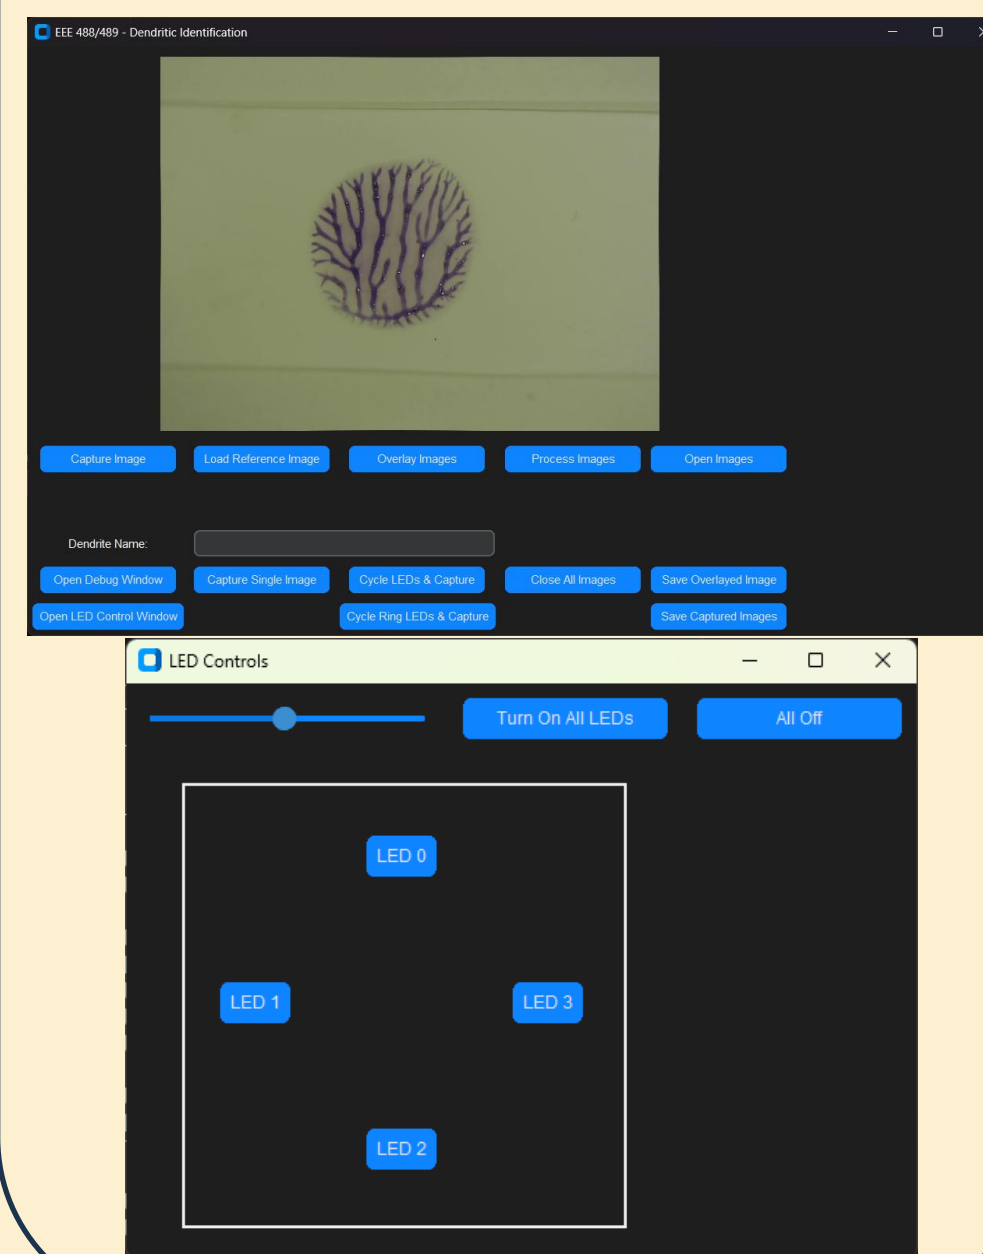 EEE 488/489 - Dendritic Identification
Capture Image Load Reference Image Overlay Images Process Images Open Images
Dendrite Name:
Open Debug Window Capture Single Image Cycle LEDs & Capture Close All Images Save Overlayed Image
Open LED Control Window Cycle Ring LEDs & Capture Save Captured Images
LED Controls
Turn On All LEDs All Off
LED 0
LED 1 LED 3
LED 2